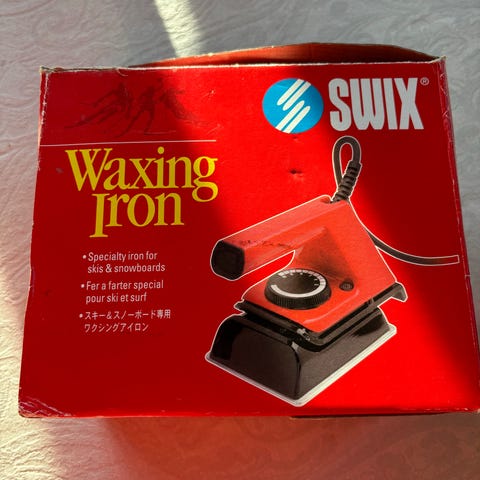 SWIX®
Waxing
Iron
• Specialty iron for
skis & snowboards
• Fer a farter special
pour ski et surf
• スキー&スノーボード専用
ワクシングアイロン